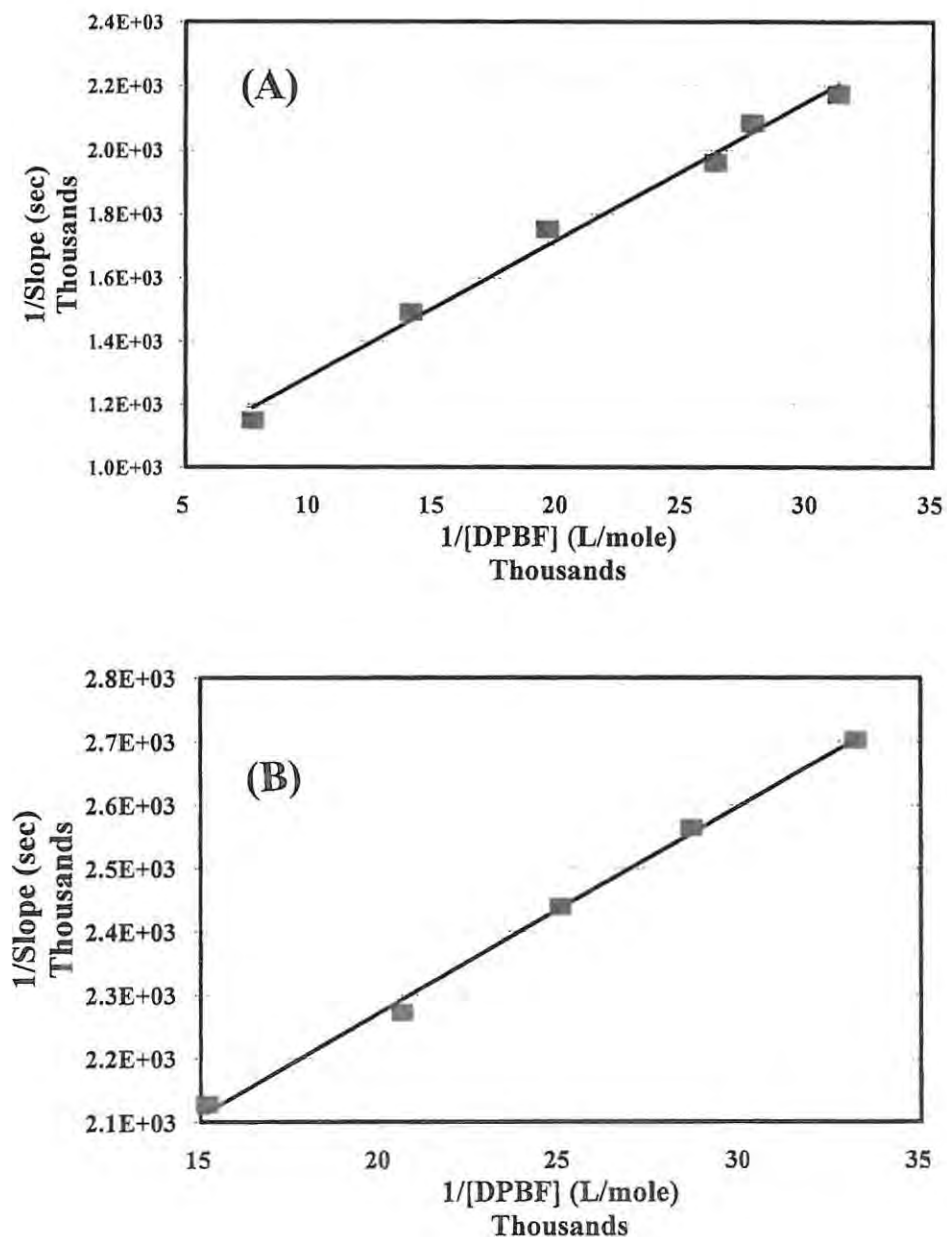 2.4E+03
(A)
2.2E+03
2.0E+03
1.8E+03
1.6E+03
1.4E+03
1.2E+03
1.0E+03
1/Slope (sec)
Thousands
5 10 15 20 25 30 35
1/[DPBF] (L/mole)
Thousands
2.8E+03
2.7E+03
(B)
2.6E+03
2.5E+03
2.4E+03
2.3E+03
2.2E+03
2.1E+03
1/Slope (sec)
Thousands
15 20 25 30 35
1/[DPBF] (L/mole)
Thousands